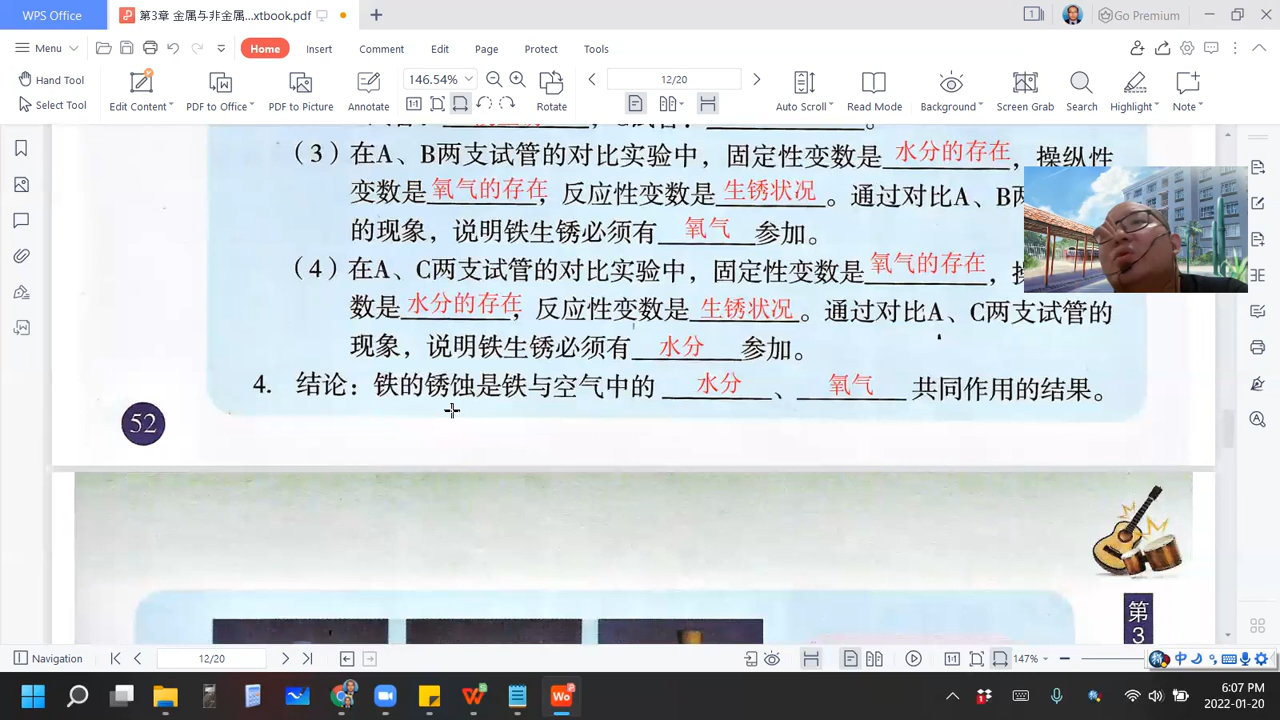 WPS Office
第3章 金属与非金属...xtbook.pdf
1
Go Premium
Menu
Home
Insert
Comment
Edit
Page
Protect
Tools
Hand Tool
Select Tool
Edit Content
PDF to Office
PDF to Picture
Annotate
146.54%
Rotate
12/20
Auto Scroll
Read Mode
Background
Screen Grab
Search
Highlight
Note
（3）在A、B两支试管的对比实验中，固定性变数是水分的存在，操纵性
变数是氧气的存在，反应性变数是生锈状况。通过对比A、B两
的现象，说明铁生锈必须有氧气参加。
（4）在A、C两支试管的对比实验中，固定性变数是氧气的存在，
数是水分的存在，反应性变数是生锈状况。通过对比A、C两支试管的
现象，说明铁生锈必须有水分参加。
4. 结论：铁的锈蚀是铁与空气中的水分、氧气共同作用的结果。
52
第
3
Navigation
12/20
147%
中
6:07 PM
2022-01-20